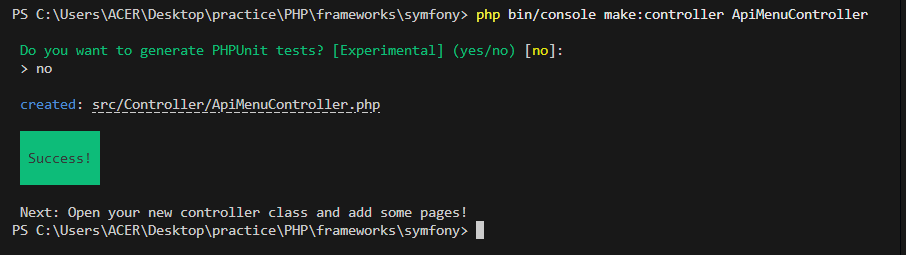 PS C:\Users\ACER\Desktop\practice\PHP\frameworks\symfony> php bin/console make:controller ApiMenuController
Do you want to generate PHPUnit tests? [Experimental] (yes/no) [no]:
> no
created: src/Controller/ApiMenuController.php
Success!
Next: Open your new controller class and add some pages!
PS C:\Users\ACER\Desktop\practice\PHP\frameworks\symfony>